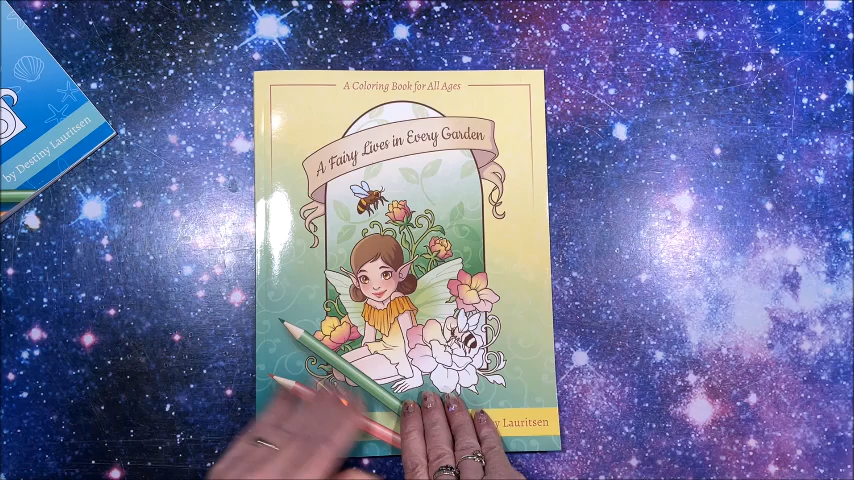 A Coloring Book for All Ages
A Fairy Lives in Every Garden
Lauritsen
by Destiny Lauritsen